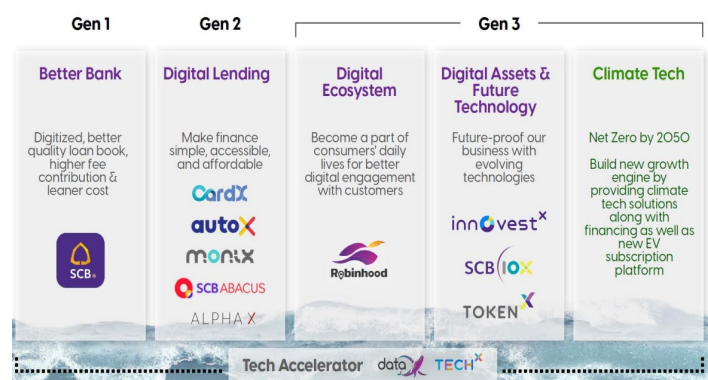 Gen 1
Gen 2
Gen 3
Better Bank
Digitized, better
quality loan book,
higher fee
contribution &
leaner cost
SCB
Digital Lending
Make finance
simple, accessible,
and affordable
CardX
autoX
monix
SCB ABACUS
ALPHA X
Digital
Ecosystem
Become a part of
consumers' daily
lives for better
digital engagement
with customers
Robinhood
Digital Assets &
Future
Technology
Future-proof our
business with
evolving
technologies
innovest X
SCB 10X
TOKEN X
Climate Tech
Net Zero by 2050
Build new growth
engine by
providing climate
tech solutions
along with
financing as well as
new EV
subscription
platform
Tech Accelerator data X TECH X